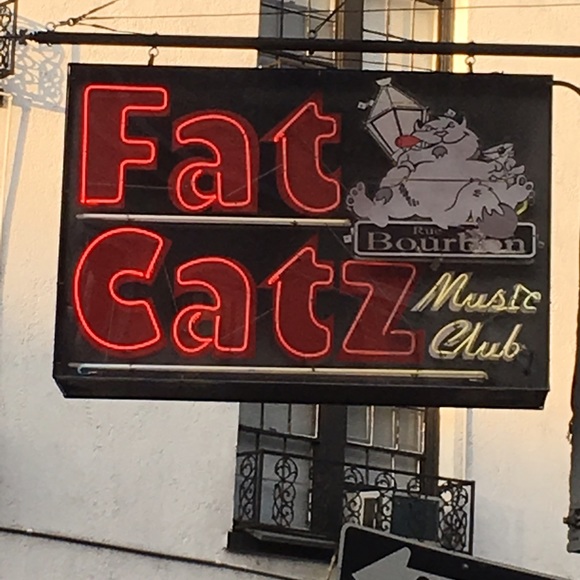 Fat
Catz
Rue
Bourbon
Music
Club